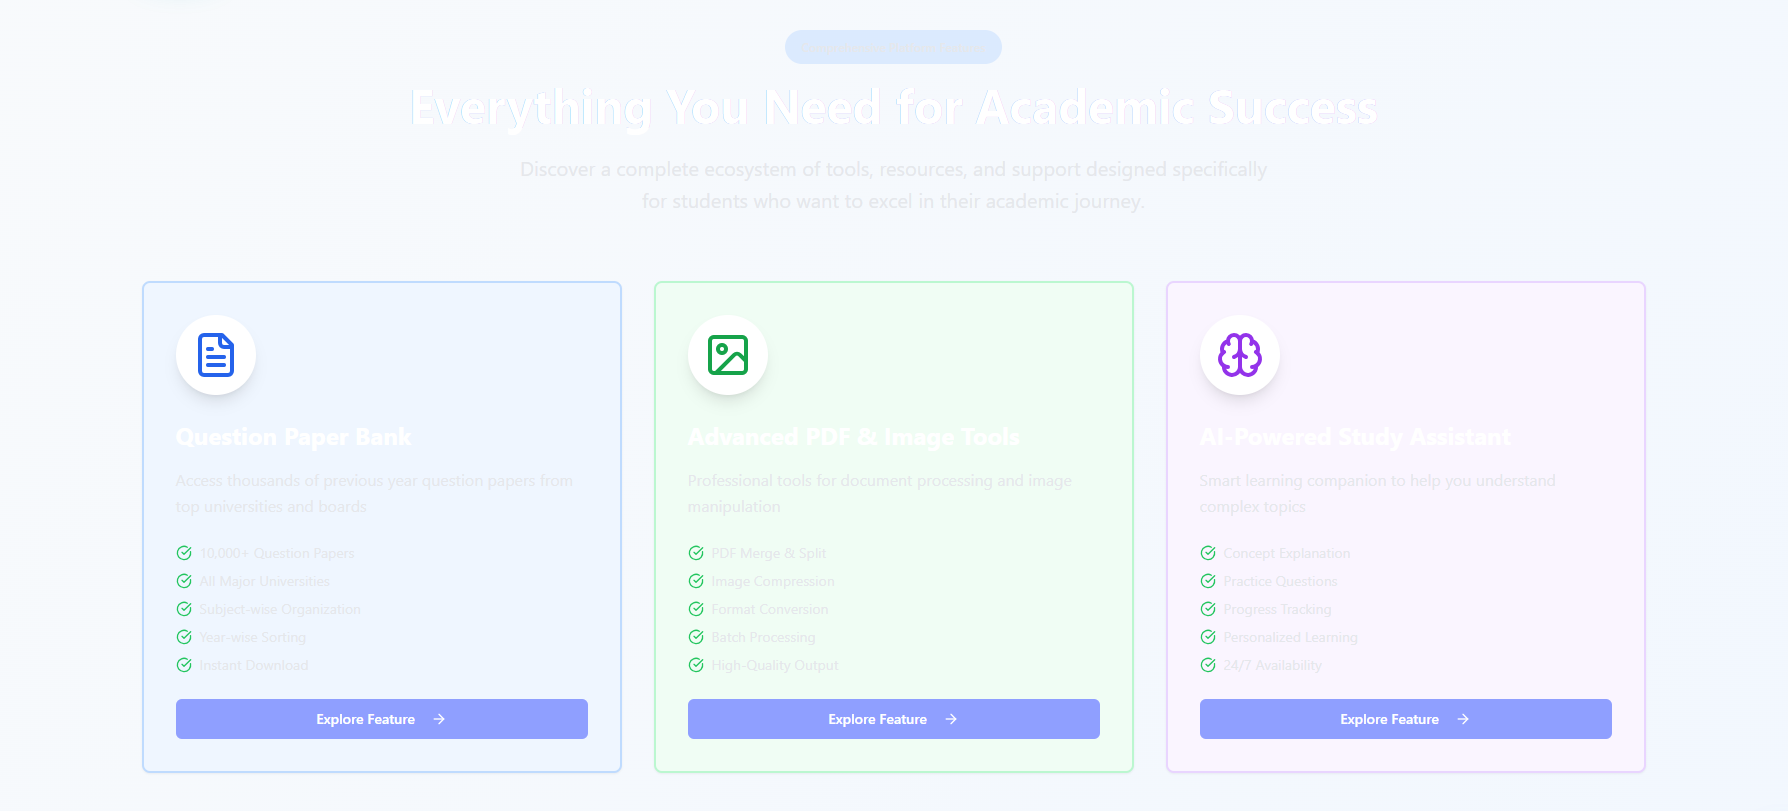 Everything You Need for Academic Success
Discover a complete ecosystem of tools, resources, and support designed specifically
for students who want to excel in their academic journey.
Question Paper Bank
Access thousands of previous year question papers from
top universities and boards
10,000+ Question Papers
All Major Universities
Subject-wise Organization
Year-wise Sorting
Instant Download
Explore Feature
Advanced PDF & Image Tools
Professional tools for document processing and image
manipulation
PDF Merge & Split
Image Compression
Format Conversion
Batch Processing
High-Quality Output
Explore Feature
AI-Powered Study Assistant
Smart learning companion to help you understand
complex topics
Concept Explanation
Practice Questions
Progress Tracking
Personalized Learning
24/7 Availability
Explore Feature